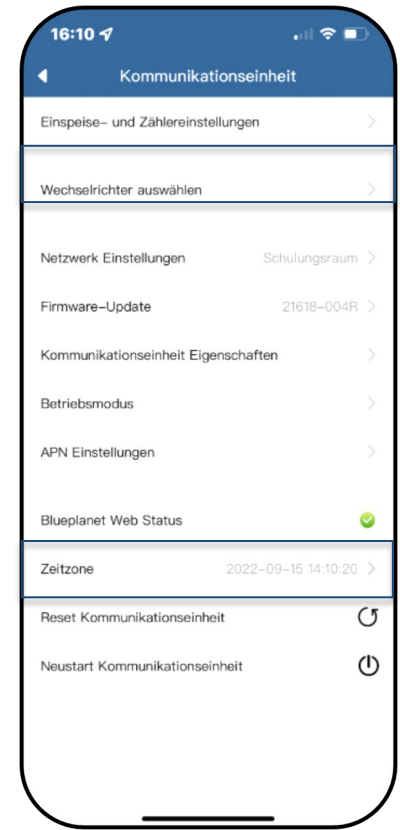 16:10
Kommunikationseinheit
Einspeise- und Zählereinstellungen
Wechselrichter auswählen
Netzwerk Einstellungen Schulungsraum
Firmware-Update 21618-004R
Kommunikationseinheit Eigenschaften
Betriebsmodus
APN Einstellungen
Blueplanet Web Status
Zeitzone 2022-09-15 14:10:20
Reset Kommunikationseinheit
Neustart Kommunikationseinheit